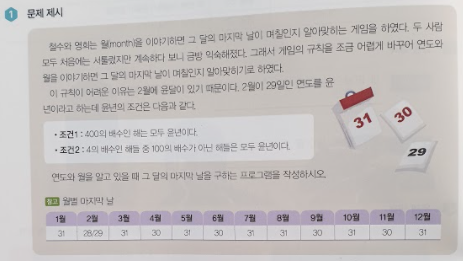 1 문제 제시
철수와 영희는 월(month)을 이야기하면 그 달의 마지막 날이 며칠인지 알아맞히는 게임을 하였다. 두 사람
모두 처음에는 서툴렀지만 계속하다 보니 금방 익숙해졌다. 그래서 게임의 규칙을 조금 어렵게 바꾸어 연도와
월을 이야기하면 그 달의 마지막 날이 며칠인지 알아맞히기로 하였다.
이 규칙이 어려운 이유는 2월에 윤달이 있기 때문이다. 2월이 29일인 연도를 윤
년이라고 하는데 윤년의 조건은 다음과 같다.
• 조건1 : 400의 배수인 해는 모두 윤년이다.
• 조건2 : 4의 배수인 해들 중 100의 배수가 아닌 해들은 모두 윤년이다.
31
30
29
연도와 월을 알고 있을 때 그 달의 마지막 날을 구하는 프로그램을 작성하시오.
참고 월별 마지막 날
1월 2월 3월 4월 5월 6월 7월 8월 9월 10월 11월 12월
31 28/29 31 30 31 30 31 31 30 31 30 31